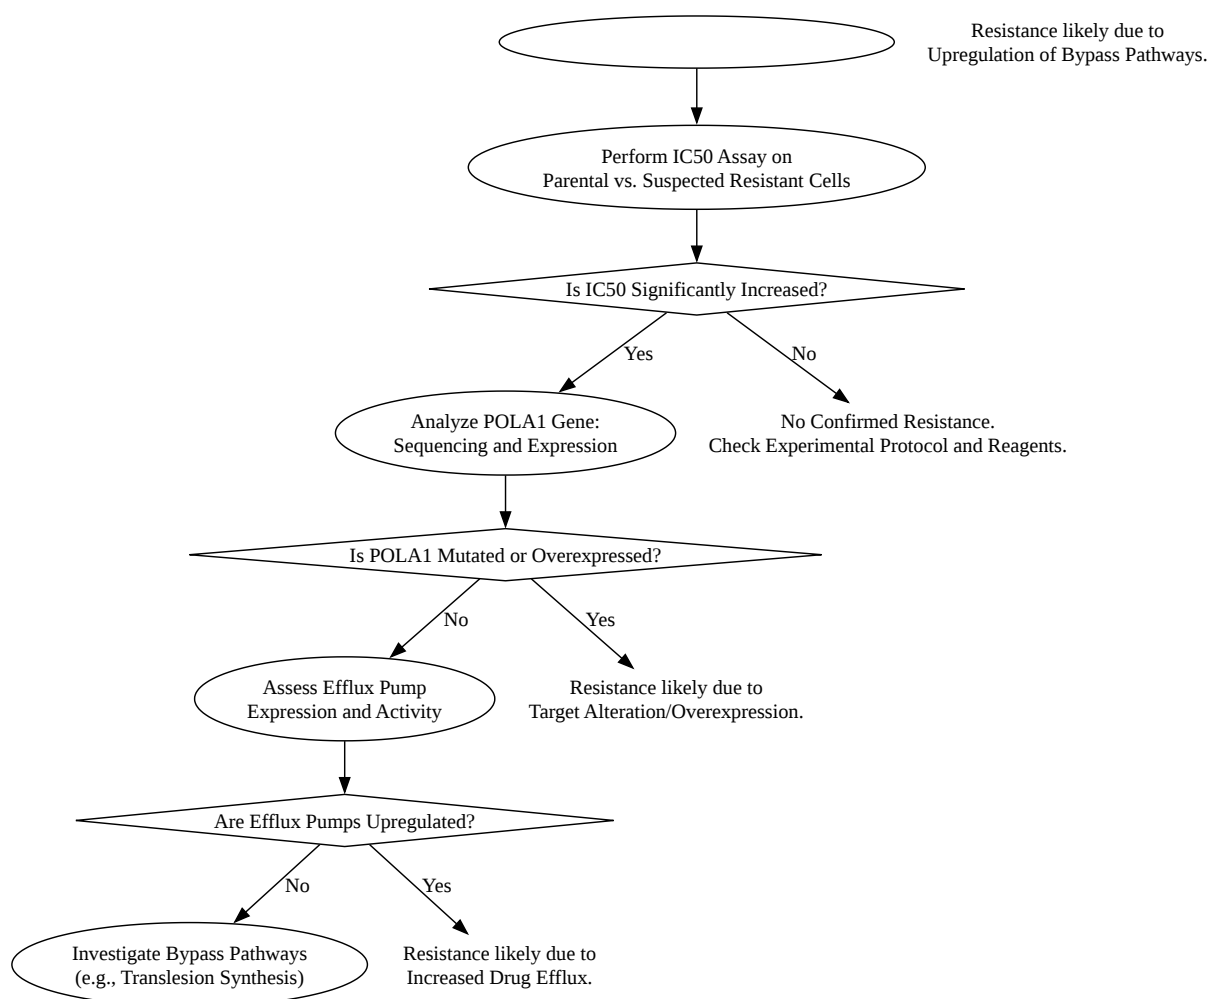 Resistance likely due to
Upregulation of Bypass Pathways.
Perform IC50 Assay on
Parental vs. Suspected Resistant Cells
Is IC50 Significantly Increased?
Yes
No
Analyze POLA1 Gene:
Sequencing and Expression
No Confirmed Resistance.
Check Experimental Protocol and Reagents.
Is POLA1 Mutated or Overexpressed?
No
Yes
Assess Efflux Pump
Expression and Activity
Resistance likely due to
Target Alteration/Overexpression.
Are Efflux Pumps Upregulated?
No
Yes
Investigate Bypass Pathways
(e.g., Translesion Synthesis)
Resistance likely due to
Increased Drug Efflux.